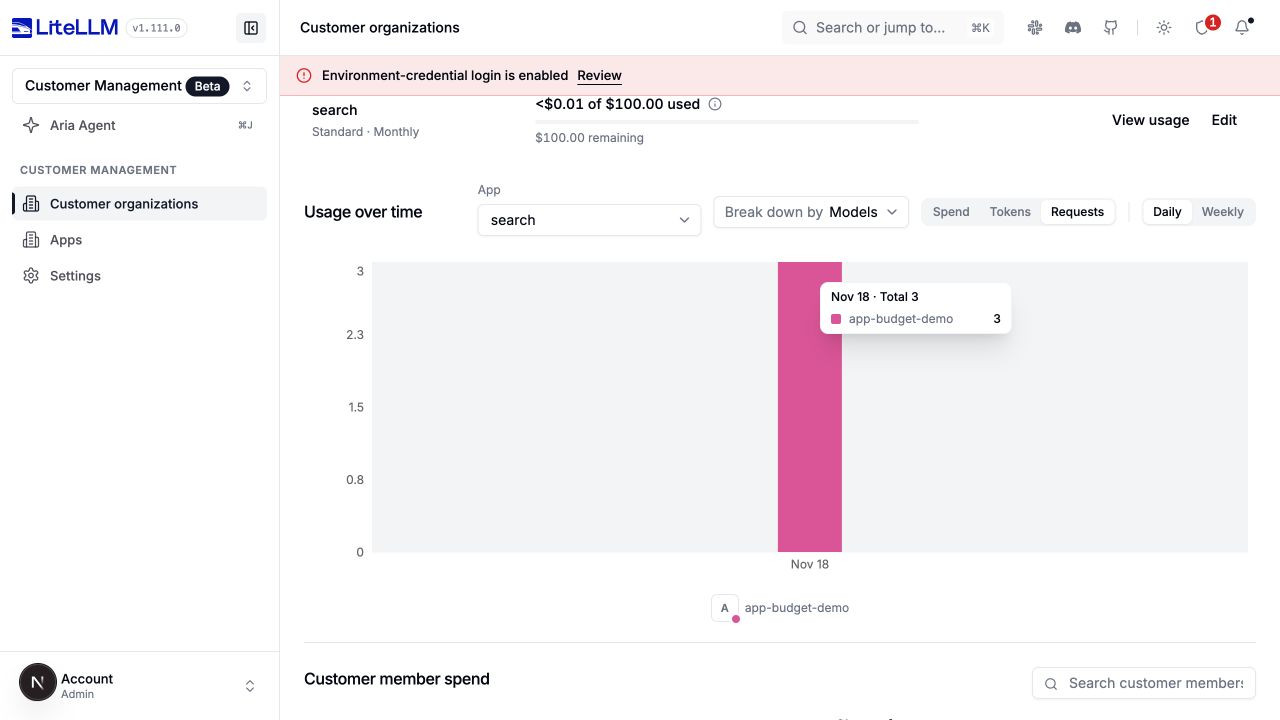 LiteLLM v1.111.0
Customer organizations
Search or jump to... ⌘K
1
Environment-credential login is enabled Review
Customer Management Beta
Aria Agent ⌘J
CUSTOMER MANAGEMENT
Customer organizations
Apps
Settings
N
Account
Admin
search
Standard · Monthly
<$0.01 of $100.00 used
$100.00 remaining
View usage Edit
Usage over time
App
search
Break down by Models
Spend Tokens Requests
Daily Weekly
3
2.3
1.5
0.8
0
Nov 18 · Total 3
app-budget-demo 3
Nov 18
A app-budget-demo
Customer member spend
Search customer members